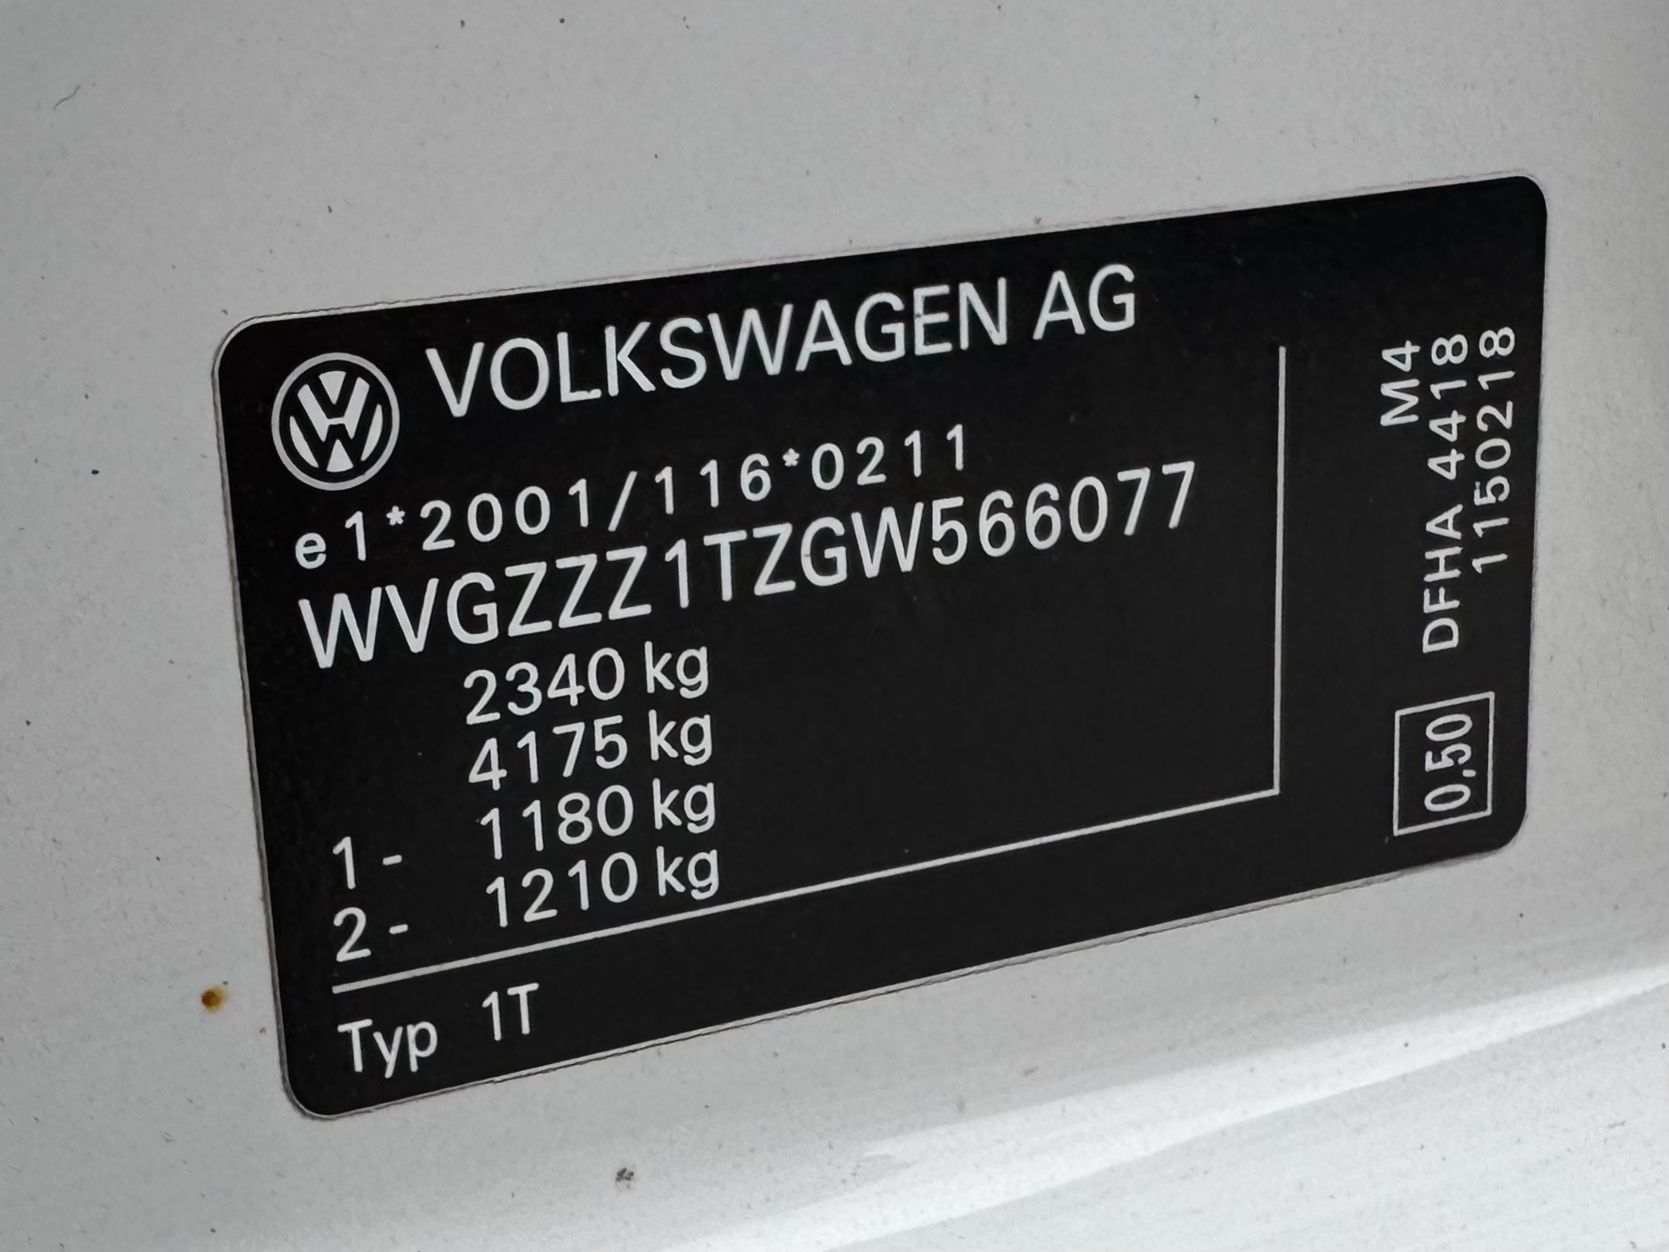 VOLKSWAGEN AG
e1*2001/116*0211
WVGZZZ1TZGW566077
2340 kg
4175 kg
1- 1180 kg
2- 1210 kg
Typ 1T
M4
DFHA 4418
1150218
0,50